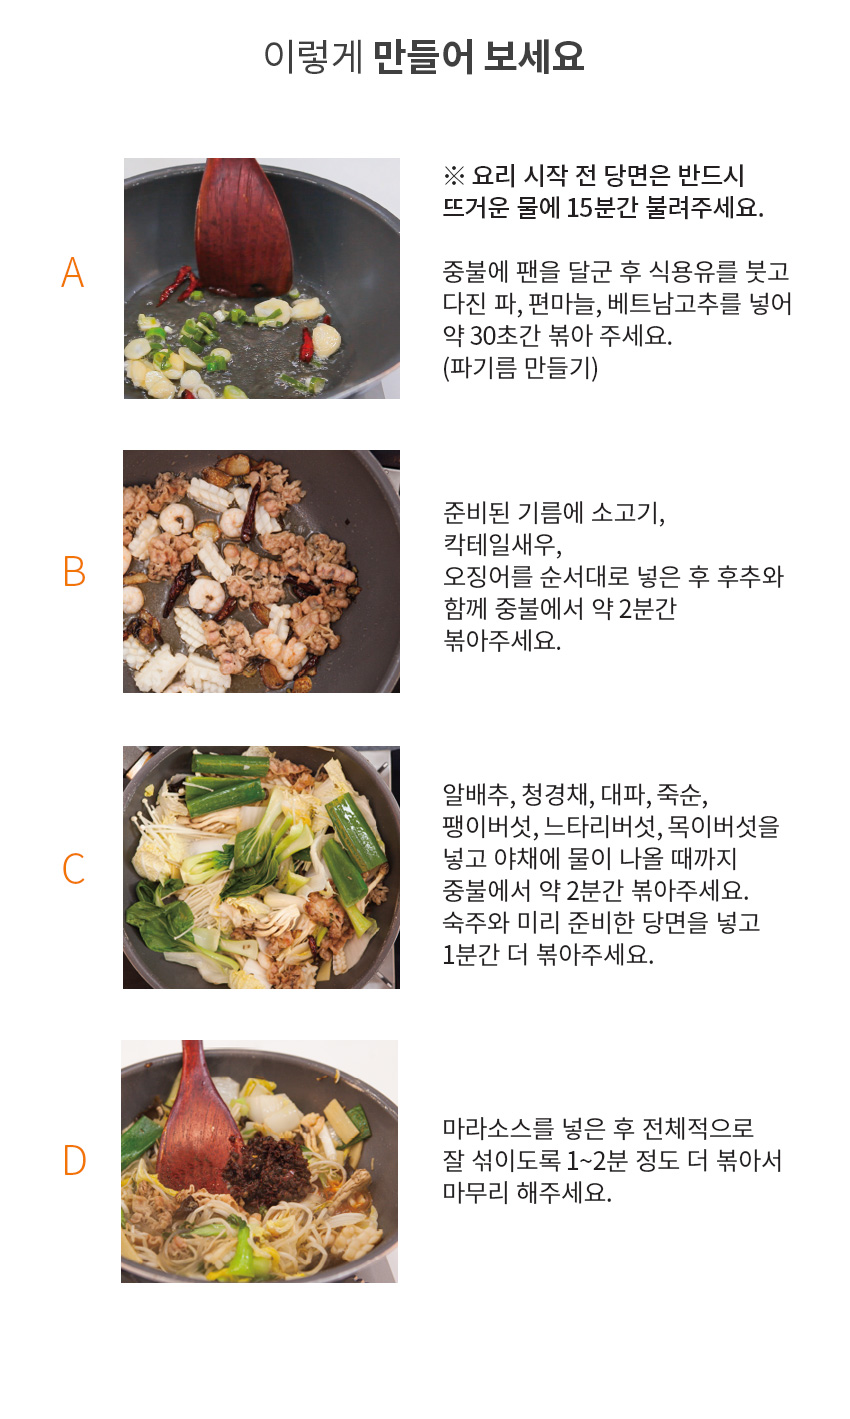 이렇게 만들어 보세요
A
※ 요리 시작 전 당면은 반드시
뜨거운 물에 15분간 불려주세요.
중불에 팬을 달군 후 식용유를 붓고
다진 파, 편마늘, 베트남고추를 넣어
약 30초간 볶아 주세요.
(파기름 만들기)
B
준비된 기름에 소고기,
칵테일새우,
오징어를 순서대로 넣은 후 후추와
함께 중불에서 약 2분간
볶아주세요.
C
알배추, 청경채, 대파, 죽순,
팽이버섯, 느타리버섯, 목이버섯을
넣고 야채에 물이 나올 때까지
중불에서 약 2분간 볶아주세요.
숙주와 미리 준비한 당면을 넣고
1분간 더 볶아주세요.
D
마라소스를 넣은 후 전체적으로
잘 섞이도록 1~2분 정도 더 볶아서
마무리 해주세요.